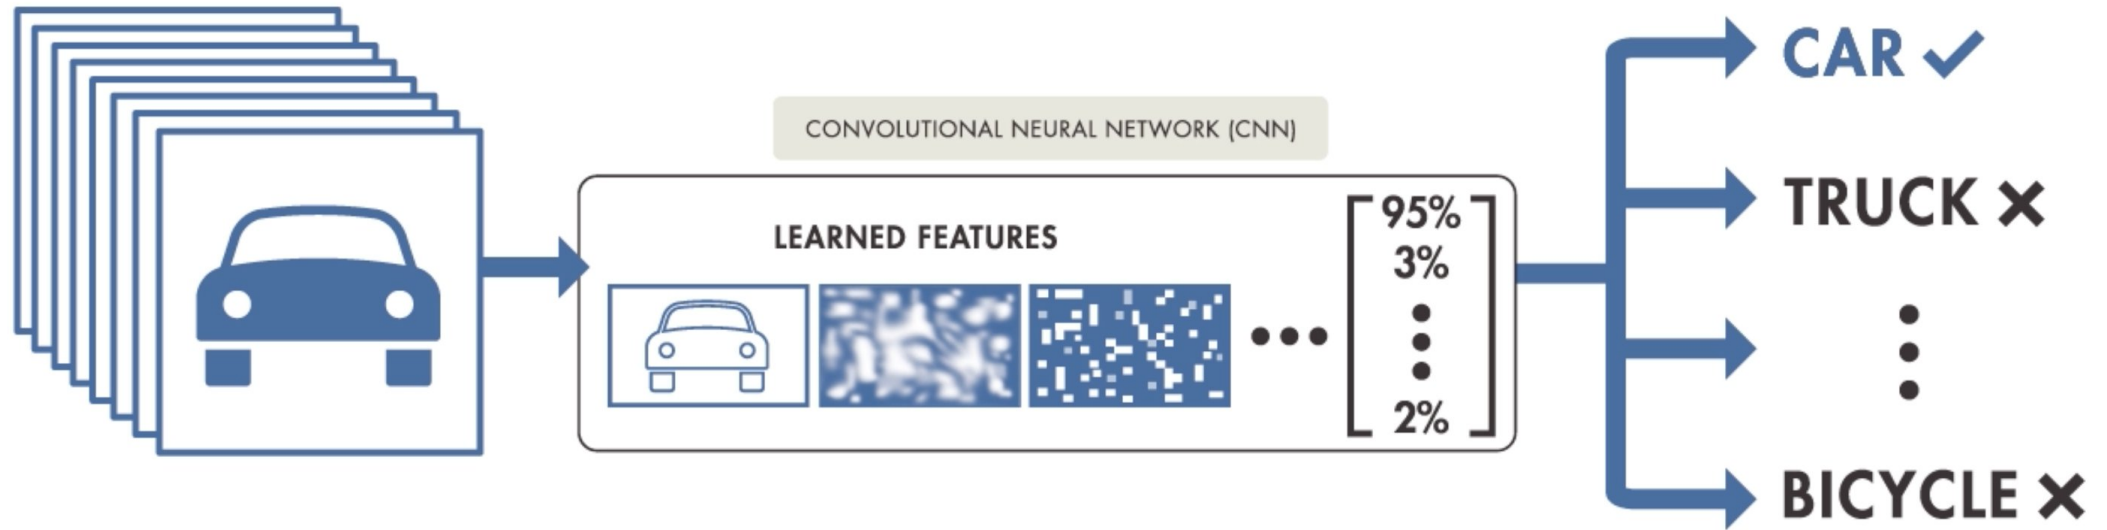 CONVOLUTIONAL NEURAL NETWORK (CNN)
LEARNED FEATURES
95%
3%
2%
CAR
TRUCK
BICYCLE